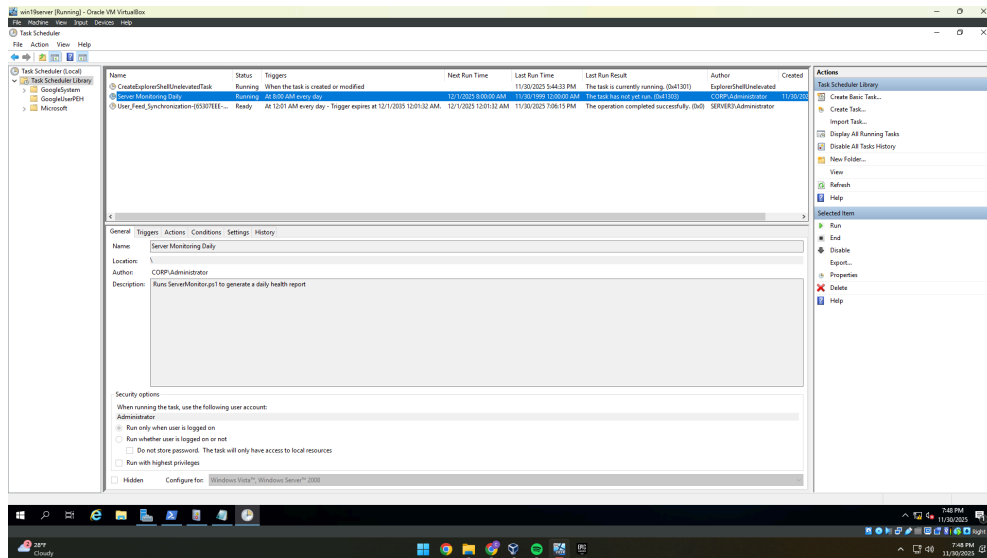 win19server [Running] - Oracle VM VirtualBox
File Machine View Input Devices Help
Task Scheduler
File Action View Help
Task Scheduler (Local)
Task Scheduler Library
GoogleSystem
GoogleUserPEH
Microsoft
Name Status Triggers Next Run Time Last Run Time Last Run Result Author Created
CreateExplorerShellUnelevatedTask Running When the task is created or modified 11/30/2025 5:44:33 PM The task is currently running. (0x41301) ExplorerShellUnelevated
Server Monitoring Daily Running At 8:00 AM every day 12/1/2025 8:00:00 AM 11/30/1999 12:00:00 AM The task has not yet run. (0x41303) CORP\Administrator 11/30/202
User_Feed_Synchronization-{65307EEE-... Ready At 12:01 AM every day - Trigger expires at 12/1/2035 12:01:32 AM. 12/1/2025 12:01:32 AM 11/30/2025 7:06:15 PM The operation completed successfully. (0x0) SERVER3\Administrator
General Triggers Actions Conditions Settings History
Name: Server Monitoring Daily
Location: \
Author: CORP\Administrator
Description: Runs ServerMonitor.ps1 to generate a daily health report
Security options
When running the task, use the following user account:
Administrator
Run only when user is logged on
Run whether user is logged on or not
Do not store password. The task will only have access to local resources
Run with highest privileges
Hidden Configure for: Windows Vista™, Windows Server™ 2008
Actions
Task Scheduler Library
Create Basic Task...
Create Task...
Import Task...
Display All Running Tasks
Disable All Tasks History
New Folder...
View
Refresh
Help
Selected Item
Run
End
Disable
Export...
Properties
Delete
Help
7:48 PM
11/30/2025
Right
2
28°F
Cloudy
7:48 PM
11/30/2025